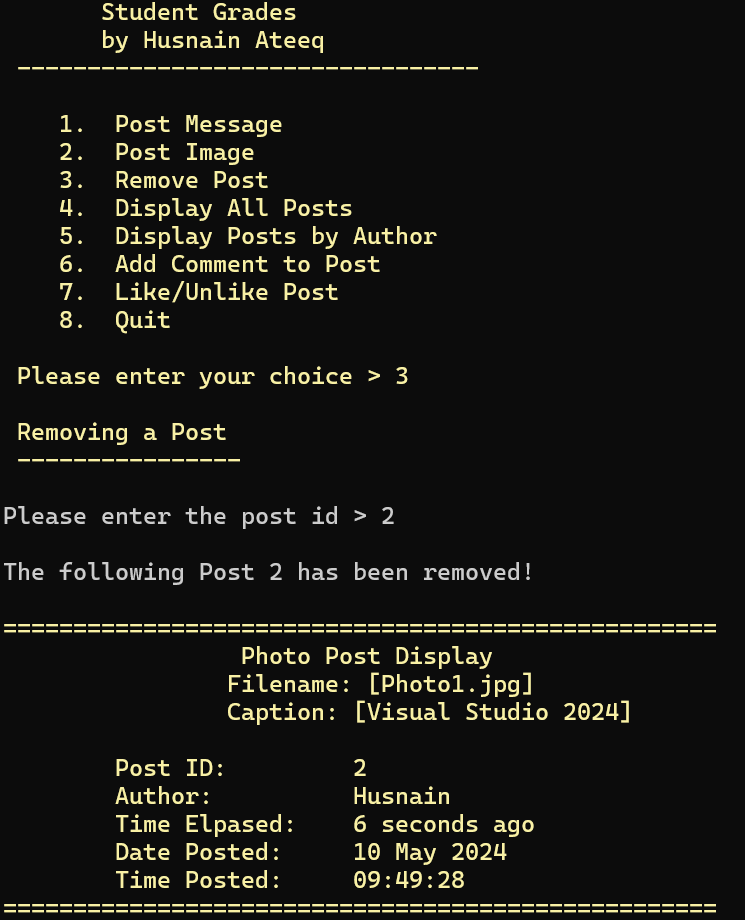 Student Grades
by Husnain Ateeq
---------------------------------
1. Post Message
2. Post Image
3. Remove Post
4. Display All Posts
5. Display Posts by Author
6. Add Comment to Post
7. Like/Unlike Post
8. Quit
Please enter your choice > 3
Removing a Post
----------------
Please enter the post id > 2
The following Post 2 has been removed!
===================================================
Photo Post Display
Filename: [Photo1.jpg]
Caption: [Visual Studio 2024]
Post ID: 2
Author: Husnain
Time Elpased: 6 seconds ago
Date Posted: 10 May 2024
Time Posted: 09:49:28
===================================================